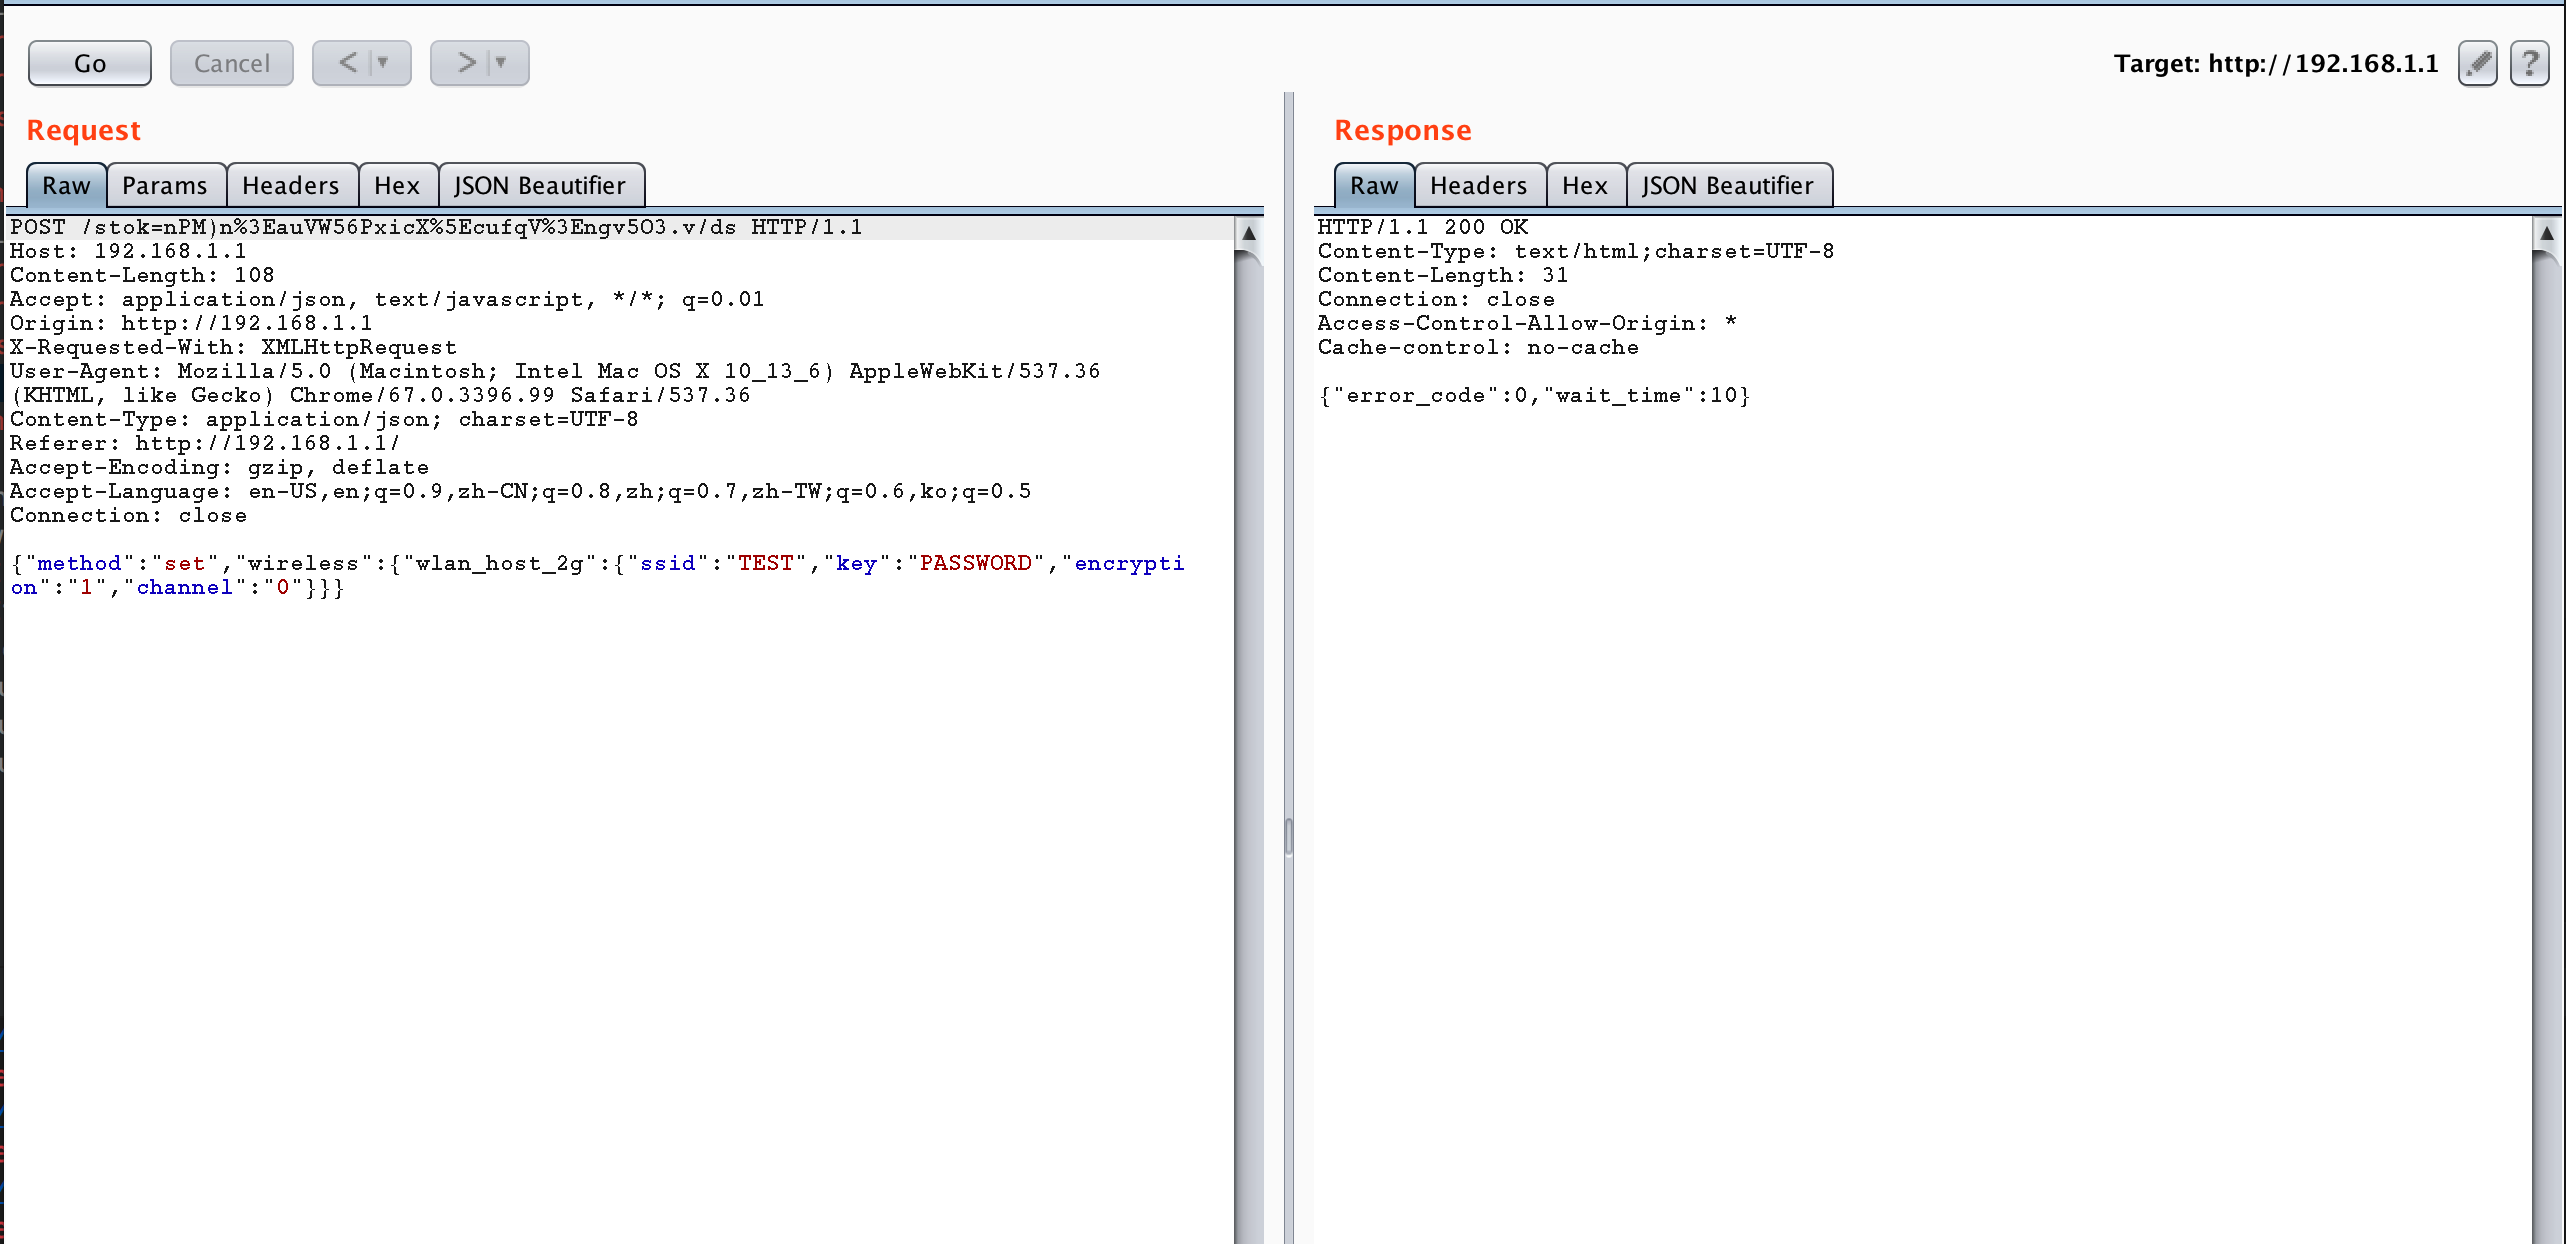 Go
Cancel
<
>
Target: http://192.168.1.1
?
Request
Response
Raw
Params
Headers
Hex
JSON Beautifier
Raw
Headers
Hex
JSON Beautifier
POST /stok=nPM)n%3EauVW56PxicX%5EcufqV%3Engv5O3.v/ds HTTP/1.1
Host: 192.168.1.1
Content-Length: 108
Accept: application/json, text/javascript, */*; q=0.01
Origin: http://192.168.1.1
X-Requested-With: XMLHttpRequest
User-Agent: Mozilla/5.0 (Macintosh; Intel Mac OS X 10_13_6) AppleWebKit/537.36
(KHTML, like Gecko) Chrome/67.0.3396.99 Safari/537.36
Content-Type: application/json; charset=UTF-8
Referer: http://192.168.1.1/
Accept-Encoding: gzip, deflate
Accept-Language: en-US,en;q=0.9,zh-CN;q=0.8,zh;q=0.7,zh-TW;q=0.6,ko;q=0.5
Connection: close
{"method":"set","wireless":{"wlan_host_2g":{"ssid":"TEST","key":"PASSWORD","encrypti
on":"1","channel":"0"}}}
HTTP/1.1 200 OK
Content-Type: text/html;charset=UTF-8
Content-Length: 31
Connection: close
Access-Control-Allow-Origin: *
Cache-control: no-cache
{"error_code":0,"wait_time":10}